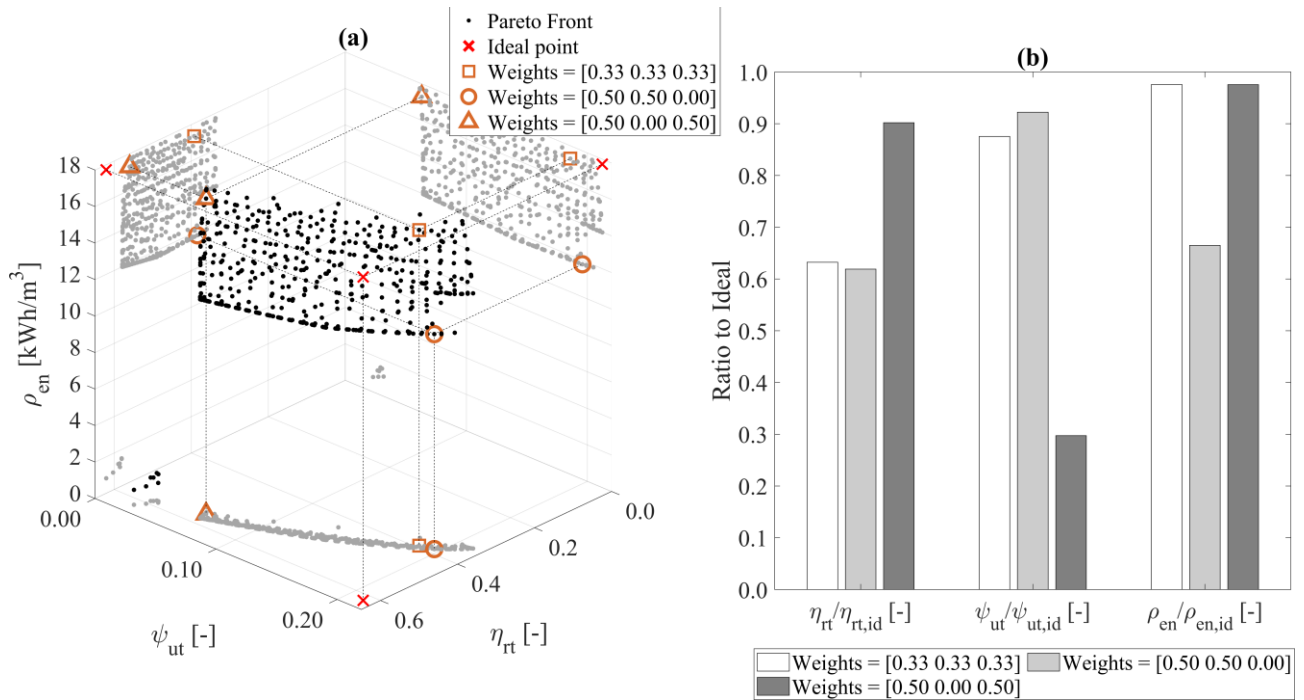 (a)
Pareto Front
Ideal point
Weights = [0.33 0.33 0.33]
Weights = [0.50 0.50 0.00]
Weights = [0.50 0.00 0.50]
18
16
14
12
10
8
6
4
2
0
ρen [kWh/m³]
0.00
0.10
0.20
ψut [-]
0.6
0.4
0.2
0.0
ηrt [-]
(b)
1.0
0.9
0.8
0.7
0.6
0.5
0.4
0.3
0.2
0.1
0.0
Ratio to Ideal
ηrt/ηrt,id [-] ψut/ψut,id [-] ρen/ρen,id [-]
Weights = [0.33 0.33 0.33] Weights = [0.50 0.50 0.00]
Weights = [0.50 0.00 0.50]